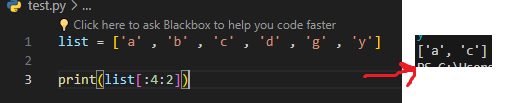 test.py > ...
Click here to ask Blackbox to help you code faster
1 list = ['a' , 'b' , 'c' , 'd' , 'g' , 'y']
2
3 print(list[:4:2])
['a', 'c']